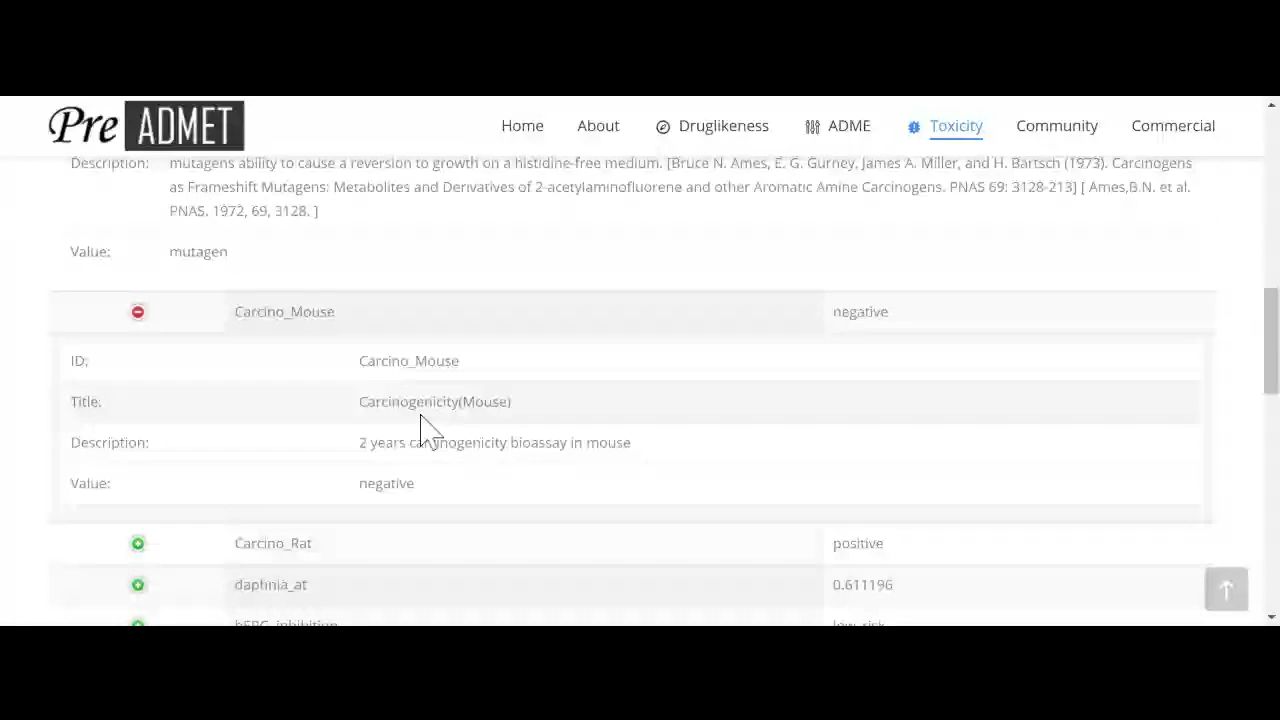 Pre ADMET
Home About Druglikeness ADME Toxicity Community Commercial
Description: mutagens ability to cause a reversion to growth on a histidine-free medium. [Bruce N. Ames, E. G. Gurney, James A. Miller, and H. Bartsch (1973). Carcinogens
as Frameshift Mutagens: Metabolites and Derivatives of 2-acetylaminofluorene and other Aromatic Amine Carcinogens. PNAS 69: 3128-213] [ Ames,B.N. et al.
PNAS. 1972, 69, 3128. ]
Value: mutagen
Carcino_Mouse negative
ID: Carcino_Mouse
Title: Carcinogenicity(Mouse)
Description: 2 years carcinogenicity bioassay in mouse
Value: negative
Carcino_Rat positive
daphnia_at 0.611196
hERG_inhibition low_risk